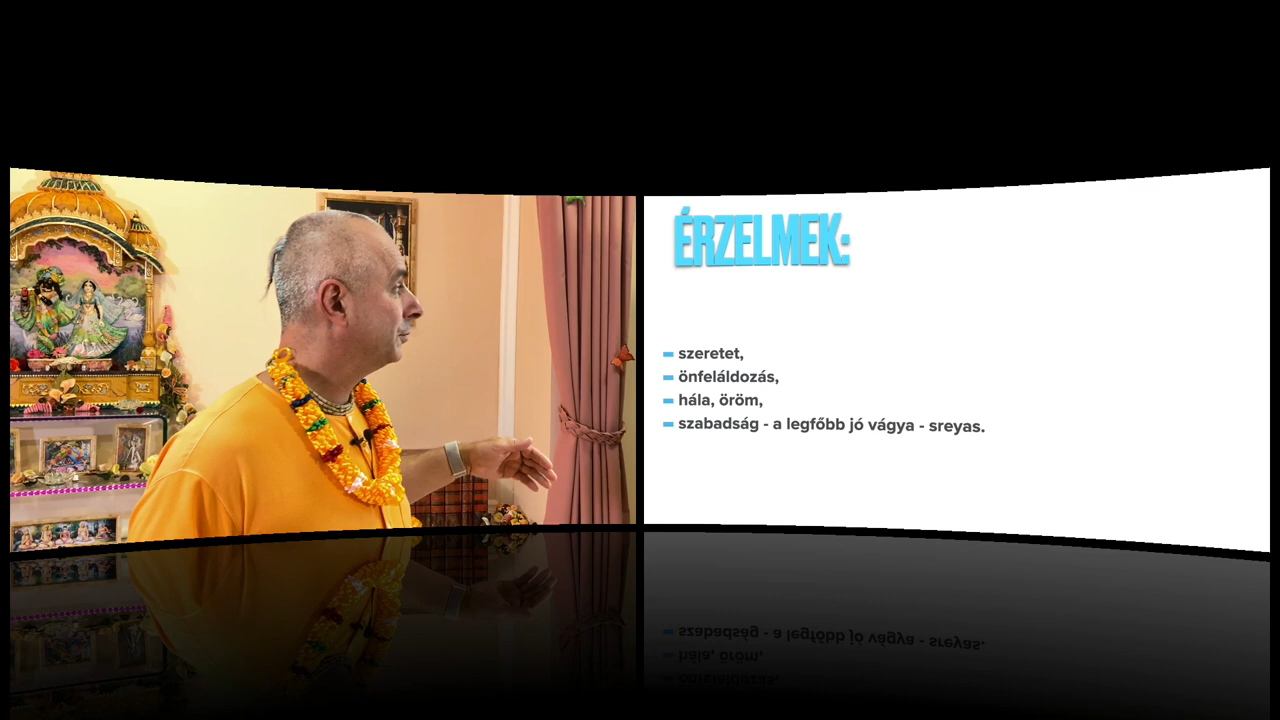 ÉRZELMEK:
szeretet,
önfeláldozás,
hála, öröm,
szabadság - a legfőbb jó vágya - sreyas.